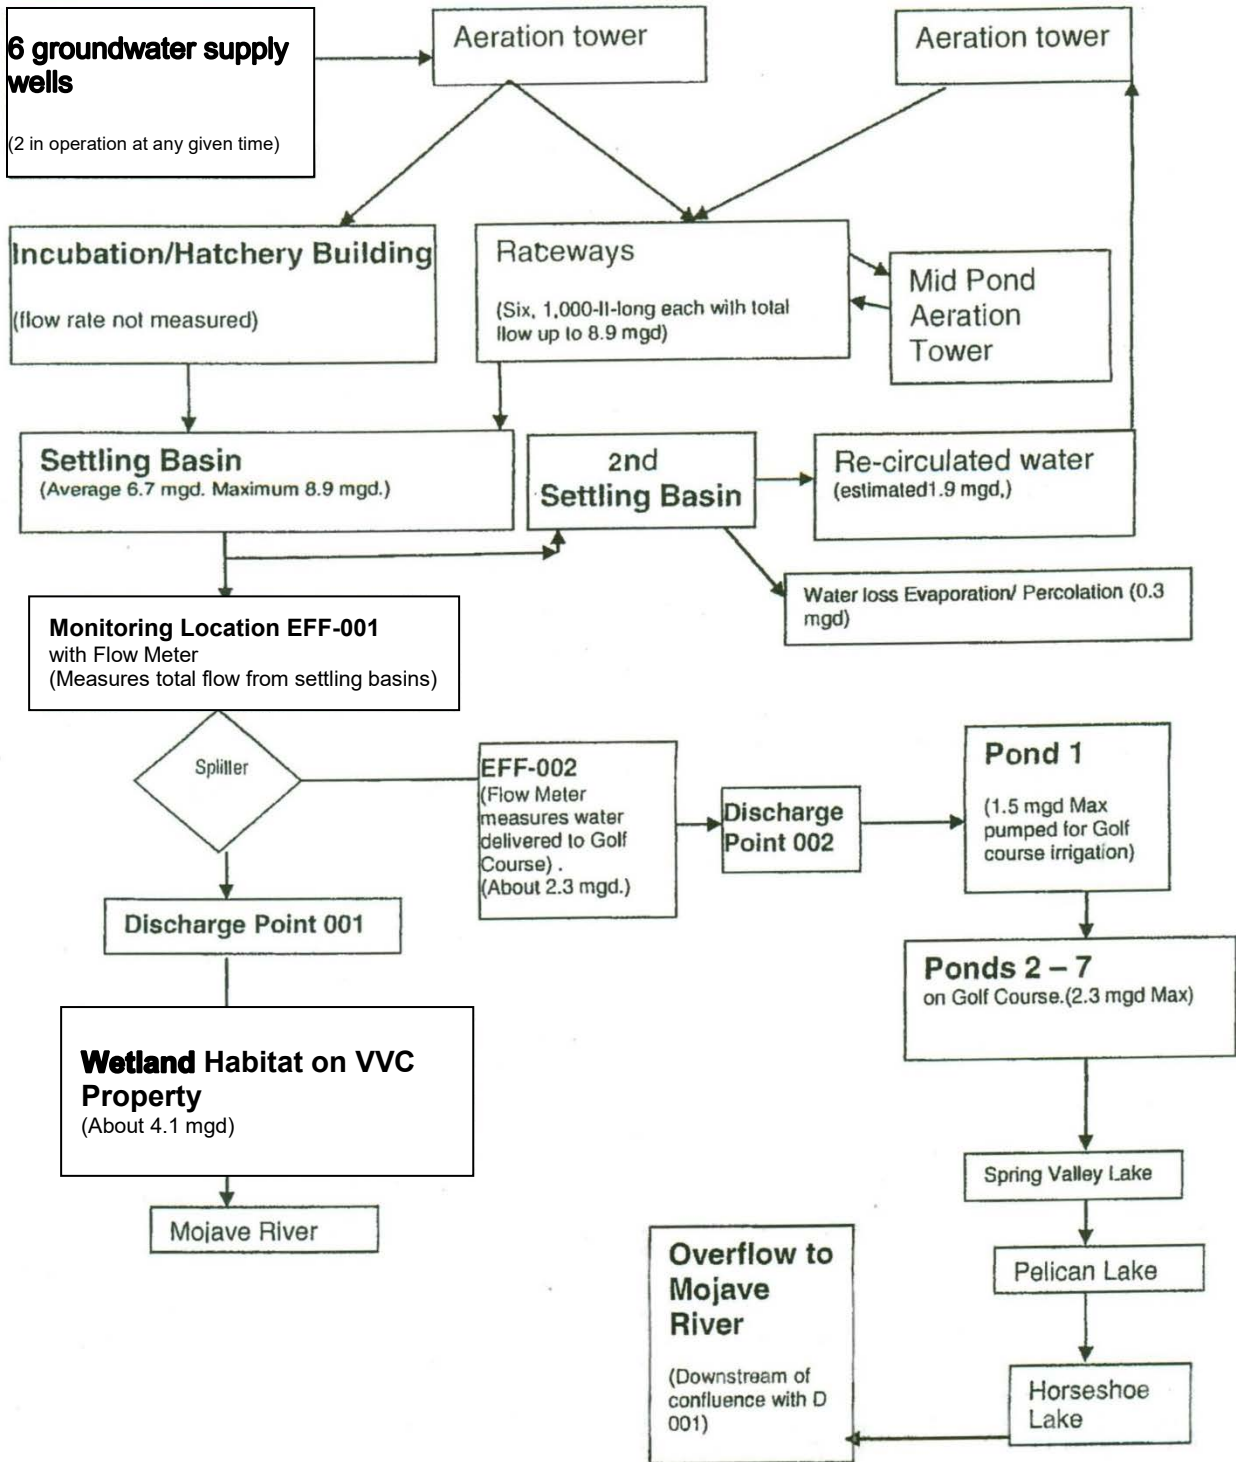 6 groundwater supply
wells
(2 in operation at any given time)
Aeration tower
Aeration tower
Incubation/Hatchery Building
(flow rate not measured)
Raceways
(Six, 1,000-II-long each with total
flow up to 8.9 mgd)
Mid Pond
Aeration
Tower
Settling Basin
(Average 6.7 mgd. Maximum 8.9 mgd.)
2nd
Settling Basin
Re-circulated water
(estimated1.9 mgd,)
Water loss Evaporation/ Percolation (0.3
mgd)
Monitoring Location EFF-001
with Flow Meter
(Measures total flow from settling basins)
Splitter
EFF-002
(Flow Meter
measures water
delivered to Golf
Course) .
(About 2.3 mgd.)
Discharge
Point 002
Pond 1
(1.5 mgd Max
pumped for Golf
course irrigation)
Discharge Point 001
Ponds 2 – 7
on Golf Course.(2.3 mgd Max)
Wetland Habitat on VVC
Property
(About 4.1 mgd)
Mojave River
Spring Valley Lake
Pelican Lake
Horseshoe
Lake
Overflow to
Mojave
River
(Downstream of
confluence with D
001)